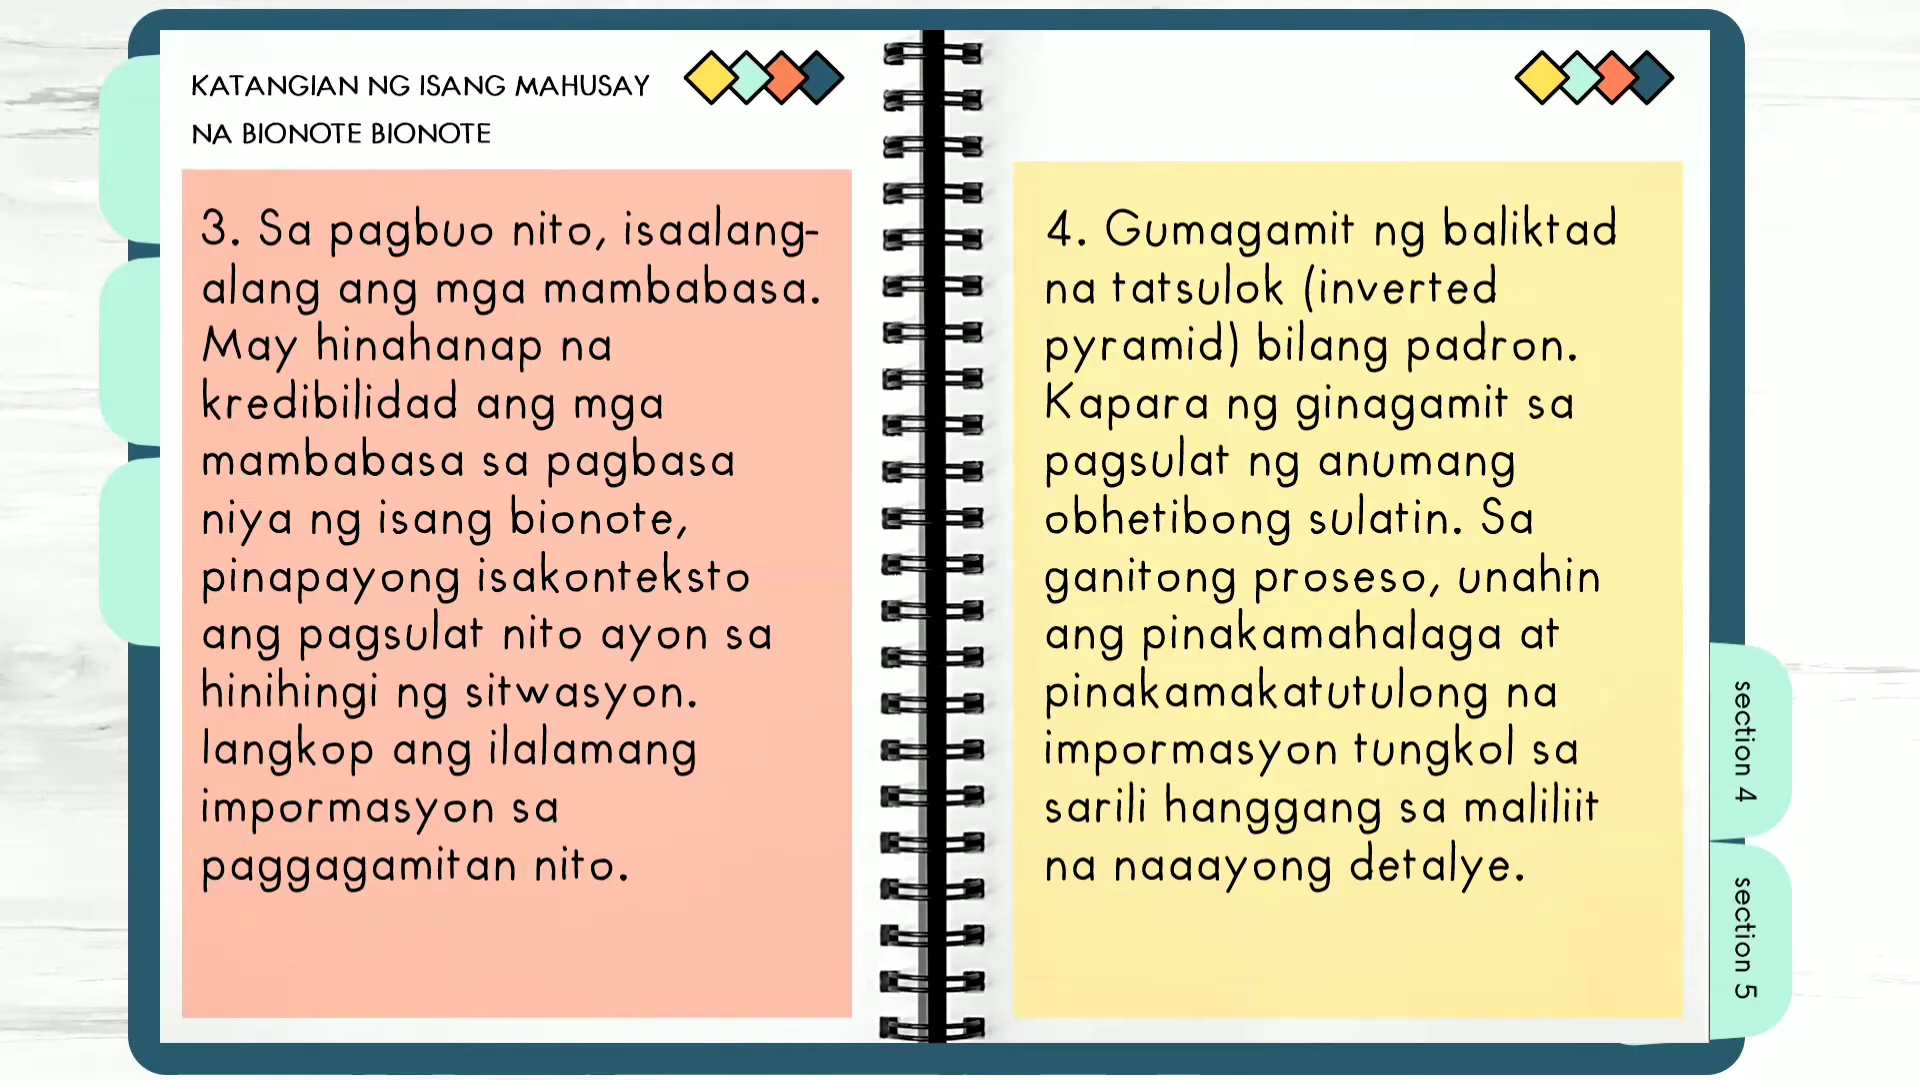 KATANGIAN NG ISANG MAHUSAY
NA BIONOTE BIONOTE
3. Sa pagbuo nito, isaalang-
alang ang mga mambabasa.
May hinahanap na
kredibilidad ang mga
mambabasa sa pagbasa
niya ng isang bionote,
pinapayong isakonteksto
ang pagsulat nito ayon sa
hinihingi ng sitwasyon.
Iangkop ang ilalamang
impormasyon sa
paggagamitan nito.
4. Gumagamit ng baliktad
na tatsulok (inverted
pyramid) bilang padron.
Kapara ng ginagamit sa
pagsulat ng anumang
obhetibong sulatin. Sa
ganitong proseso, unahin
ang pinakamahalaga at
pinakamakatutulong na
impormasyon tungkol sa
sarili hanggang sa maliliit
na naaayong detalye.
section 4
section 5